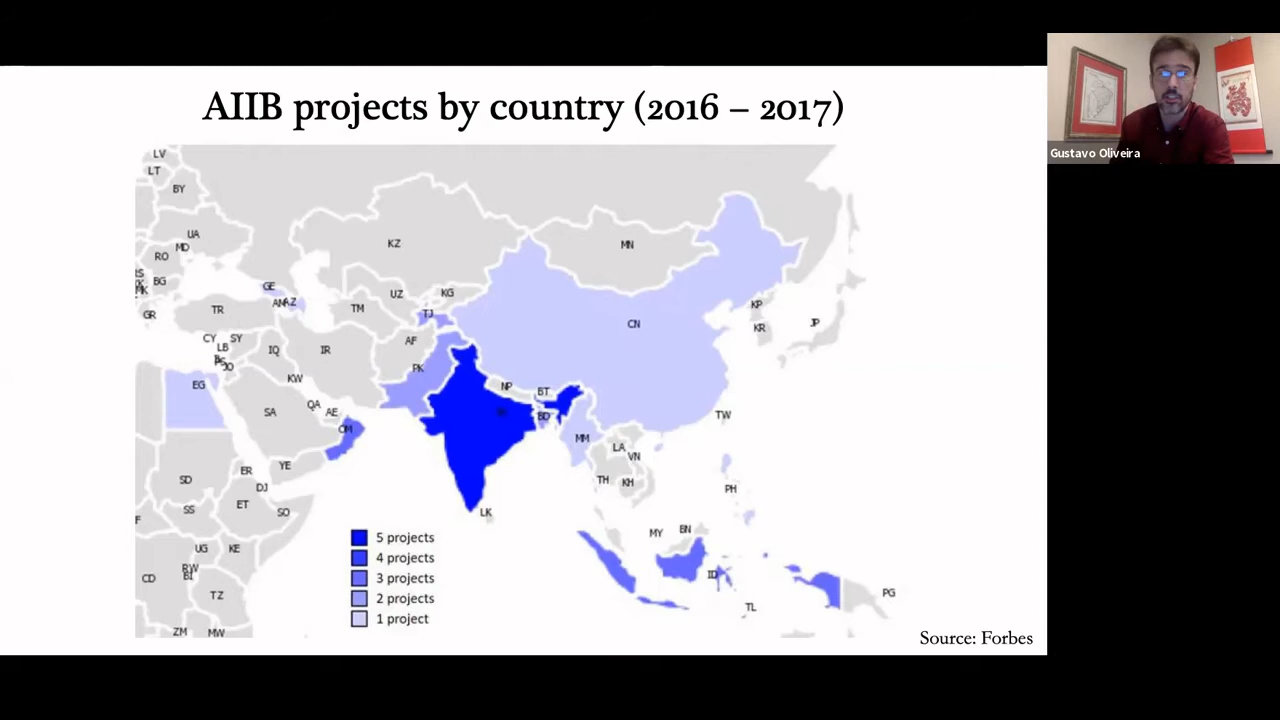 AIIB projects by country (2016 – 2017)
Gustavo Oliveira
LV
LT
BY
UA
MD
RO
BG
GR
KZ
MN
GE
AM
AZ
TR
UZ
KG
TM
TJ
CN
KP
KR
JP
CY
SY
LB
JO
IQ
IR
AF
PK
KW
NP
BT
EG
SA
QA
AE
OM
BD
TW
MM
LA
VN
SD
ER
YE
DJ
TH
KH
PH
SS
ET
SO
LK
MY
BN
UG
KE
CD
RW
BI
TZ
ID
PG
TL
ZM
MW
5 projects
4 projects
3 projects
2 projects
1 project
Source: Forbes